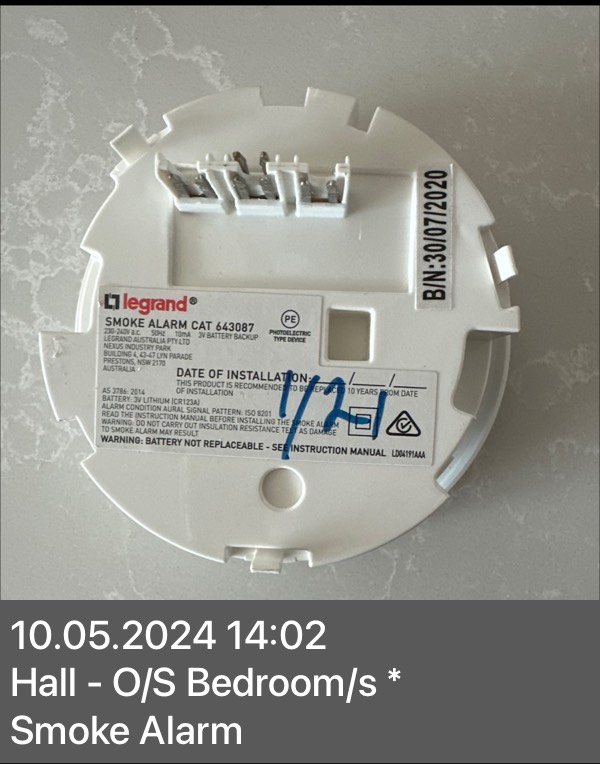 B/N:30/07/2020
legrand®
SMOKE ALARM CAT 643087
230-240V a.c. 50Hz 10mA 3V BATTERY BACKUP
LEGRAND AUSTRALIA PTY LTD
NEXUS INDUSTRY PARK
BUILDING 4, 43-47 LYN PARADE
PRESTONS, NSW 2170
AUSTRALIA
PE
PHOTOELECTRIC
TYPE DEVICE
DATE OF INSTALLATION: __/__/__
THIS PRODUCT IS RECOMMENDED TO BE REPLACED 10 YEARS FROM DATE
OF INSTALLATION
1/21
AS 3786: 2014
BATTERY: 3V LITHIUM (CR123A)
ALARM CONDITION AURAL SIGNAL PATTERN: ISO 8201
READ THE INSTRUCTION MANUAL BEFORE INSTALLING THE SMOKE ALARM
WARNING: DO NOT CARRY OUT INSULATION RESISTANCE TEST AS DAMAGE
TO SMOKE ALARM MAY RESULT
WARNING: BATTERY NOT REPLACEABLE - SEE INSTRUCTION MANUAL LD04191AAA
10.05.2024 14:02
Hall - O/S Bedroom/s *
Smoke Alarm